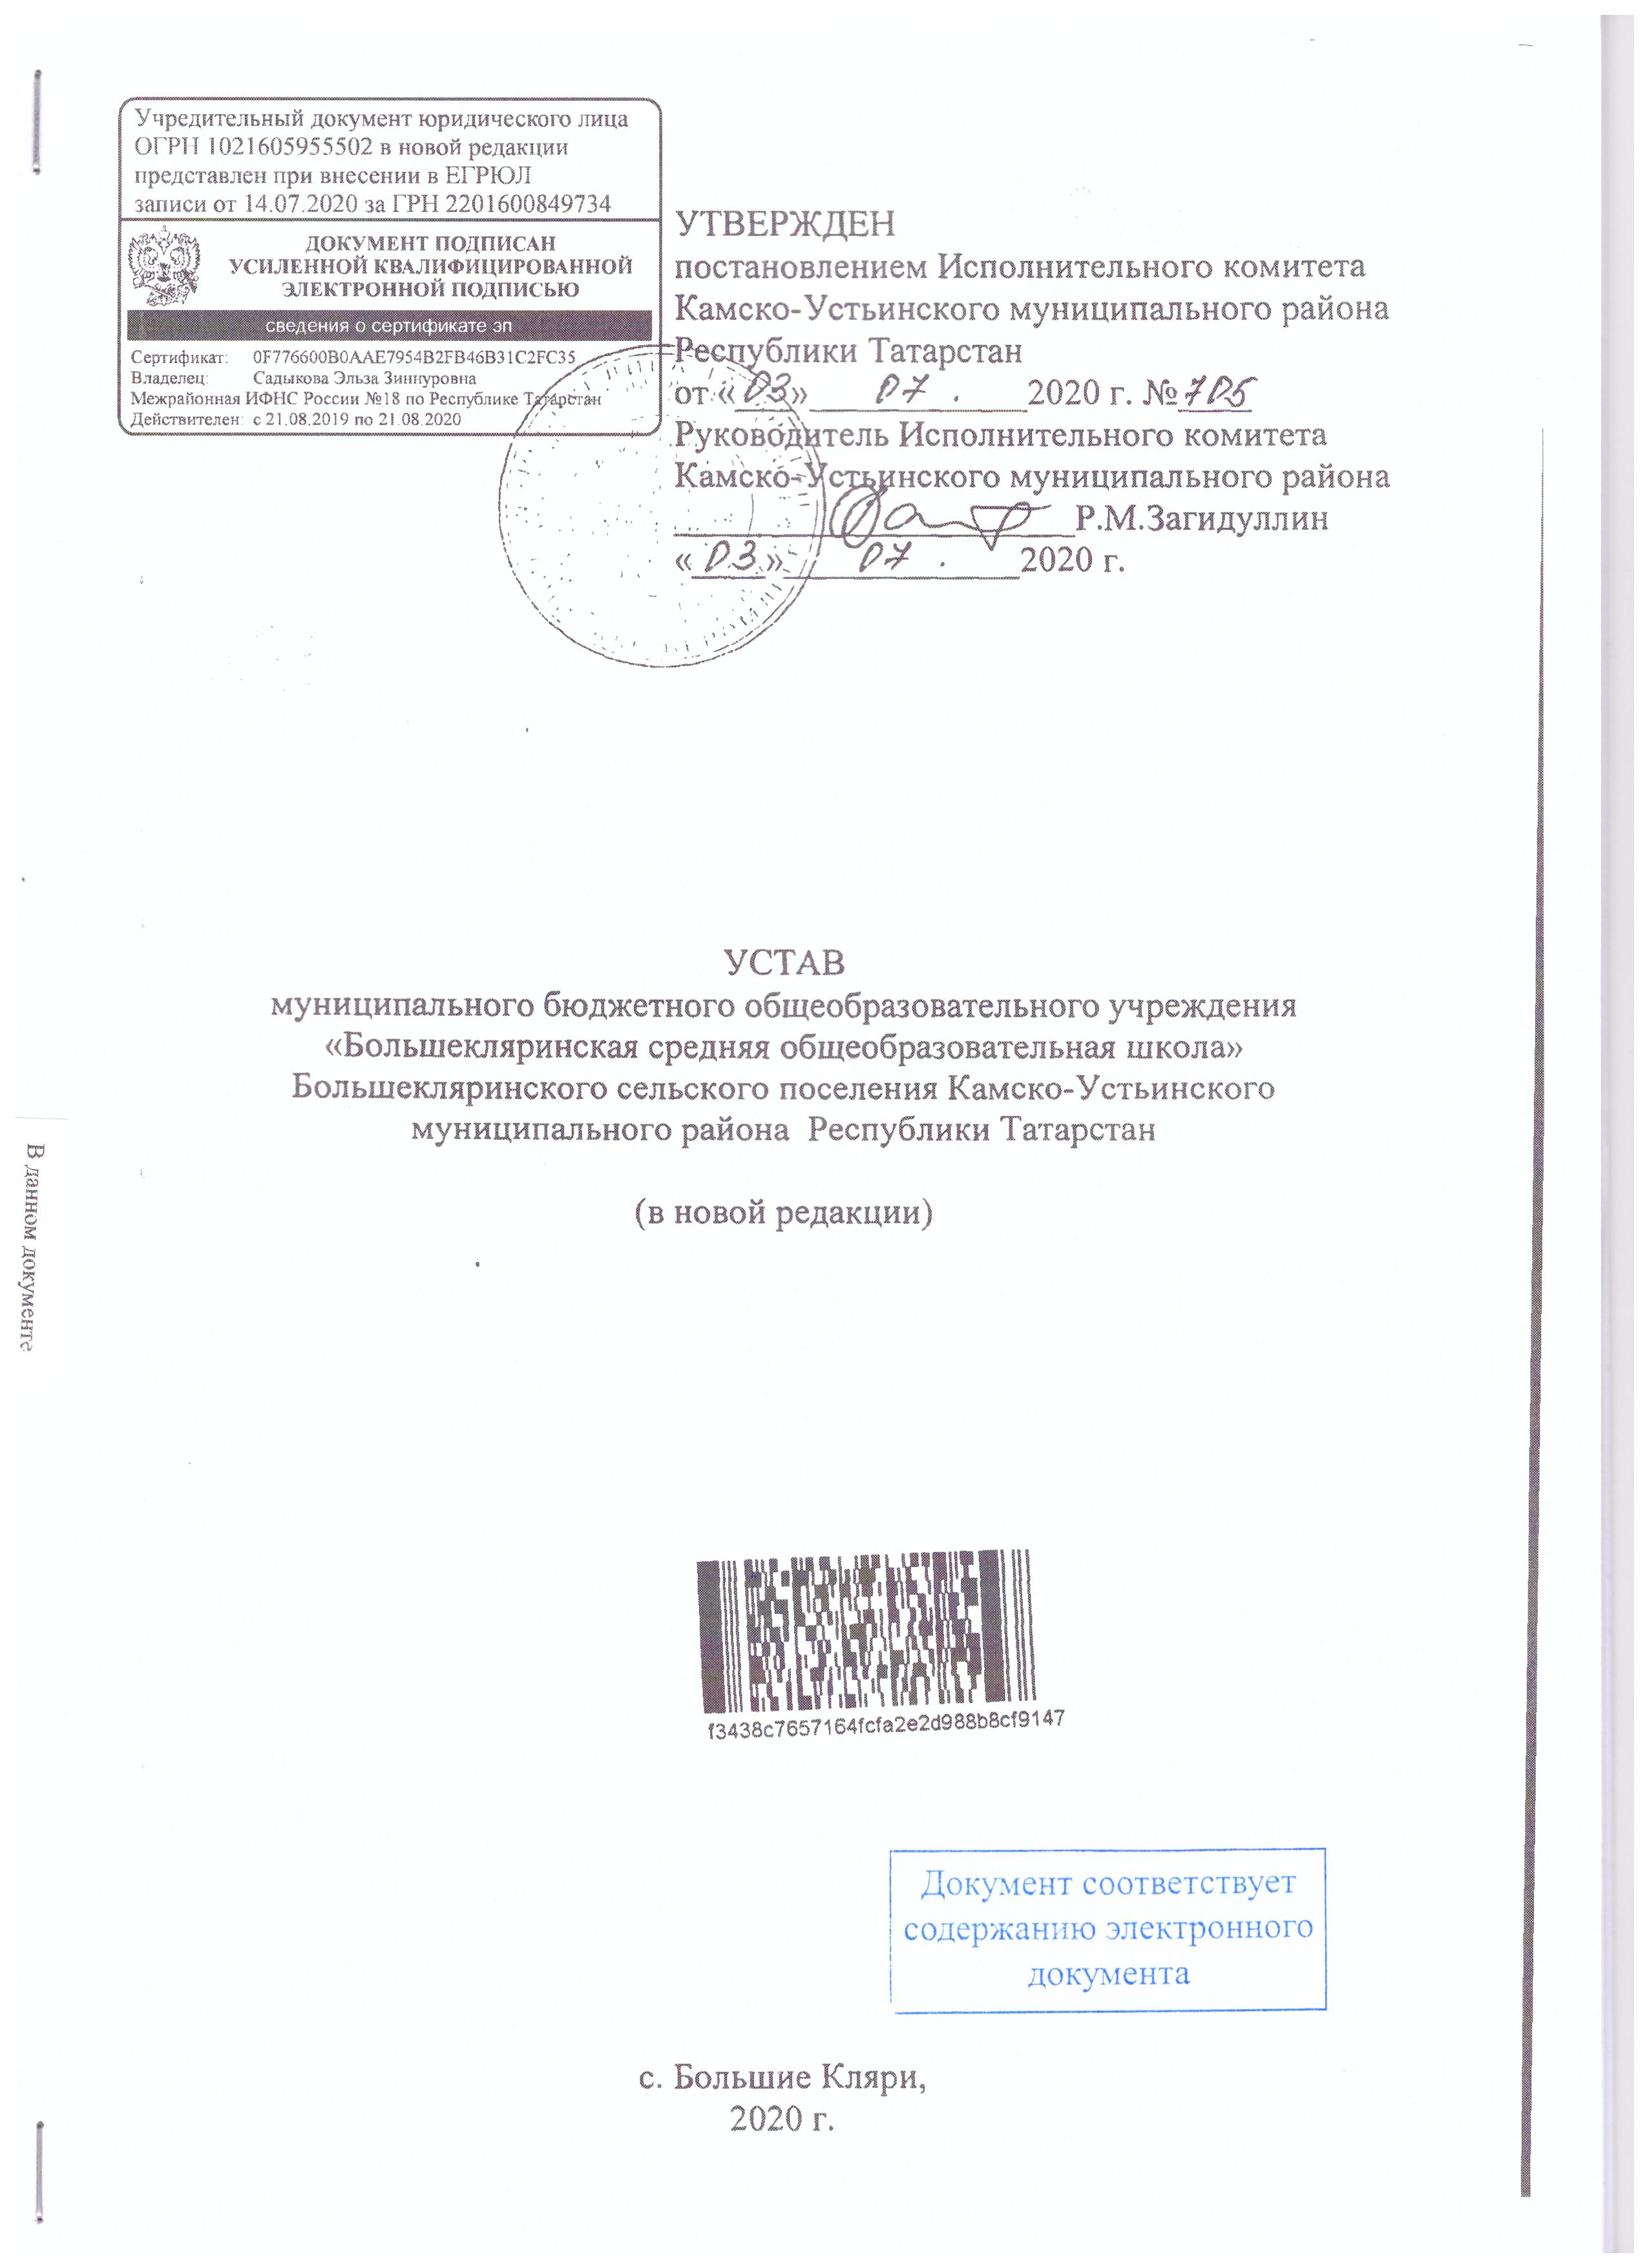 Учредительный документ юридического лица
ОГРН 1021605955502 в новой редакции
представлен при внесении в ЕГРЮЛ
записи от 14.07.2020 за ГРН 2201600849734
ДОКУМЕНТ ПОДПИСАН
УСИЛЕННОЙ КВАЛИФИЦИРОВАННОЙ
ЭЛЕКТРОННОЙ ПОДПИСЬЮ
сведения о сертификате эп
Сертификат: 0F776600B0AAE7954B2FB46B31C2FC35
Владелец: Садыкова Эльза Зиннуровна
Межрайонная ИФНС России №18 по Республике Татарстан
Действителен: с 21.08.2019 по 21.08.2020
УТВЕРЖДЕН
постановлением Исполнительного комитета
Камско-Устьинского муниципального района
Республики Татарстан
от «03» 07. 2020 г. №705
Руководитель Исполнительного комитета
Камско-Устьинского муниципального района
Р.М.Загидуллин
«03» 07. 2020 г.
УСТАВ
муниципального бюджетного общеобразовательного учреждения
«Большекляринская средняя общеобразовательная школа»
Большекляринского сельского поселения Камско-Устьинского
муниципального района Республики Татарстан
(в новой редакции)
В данном документе
f3438c7657164fcfa2e2d988b8cf9147
Документ соответствует
содержанию электронного
документа
с. Большие Кляри,
2020 г.